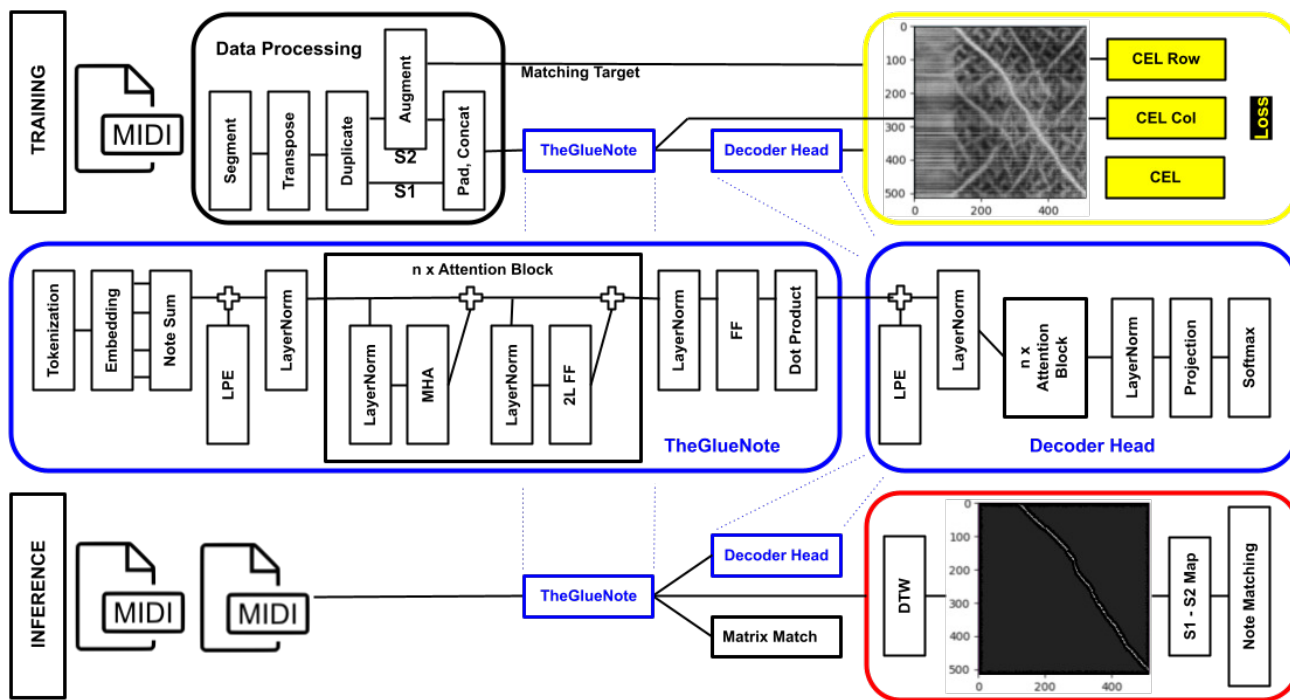 TRAINING
MIDI
Data Processing
Segment
Transpose
Duplicate
Augment
S2
S1
Pad, Concat
Matching Target
TheGlueNote
Decoder Head
0
100
200
300
400
500
0
200
400
CEL Row
CEL Col
CEL
Loss
Tokenization
Embedding
Note Sum
LPE
LayerNorm
n x Attention Block
LayerNorm
MHA
LayerNorm
2L FF
LayerNorm
FF
Dot Product
TheGlueNote
LPE
LayerNorm
n x
Attention
Block
LayerNorm
Projection
Softmax
Decoder Head
INFERENCE
MIDI
MIDI
TheGlueNote
Decoder Head
Matrix Match
DTW
0
100
200
300
400
500
0
200
400
S1 - S2 Map
Note Matching